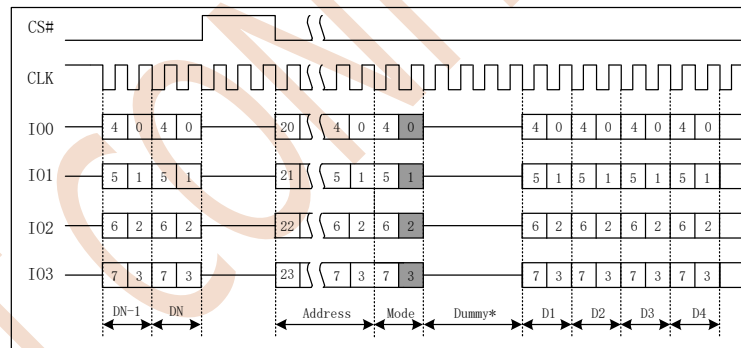 CS#
CLK
IO0 4 0 4 0 20 4 0 4 0 4 0 4 0 4 0 4 0
IO1 5 1 5 1 21 5 1 5 1 5 1 5 1 5 1 5 1
IO2 6 2 6 2 22 6 2 6 2 6 2 6 2 6 2 6 2
IO3 7 3 7 3 23 7 3 7 3 7 3 7 3 7 3 7 3
DN-1 DN Address Mode Dummy* D1 D2 D3 D4